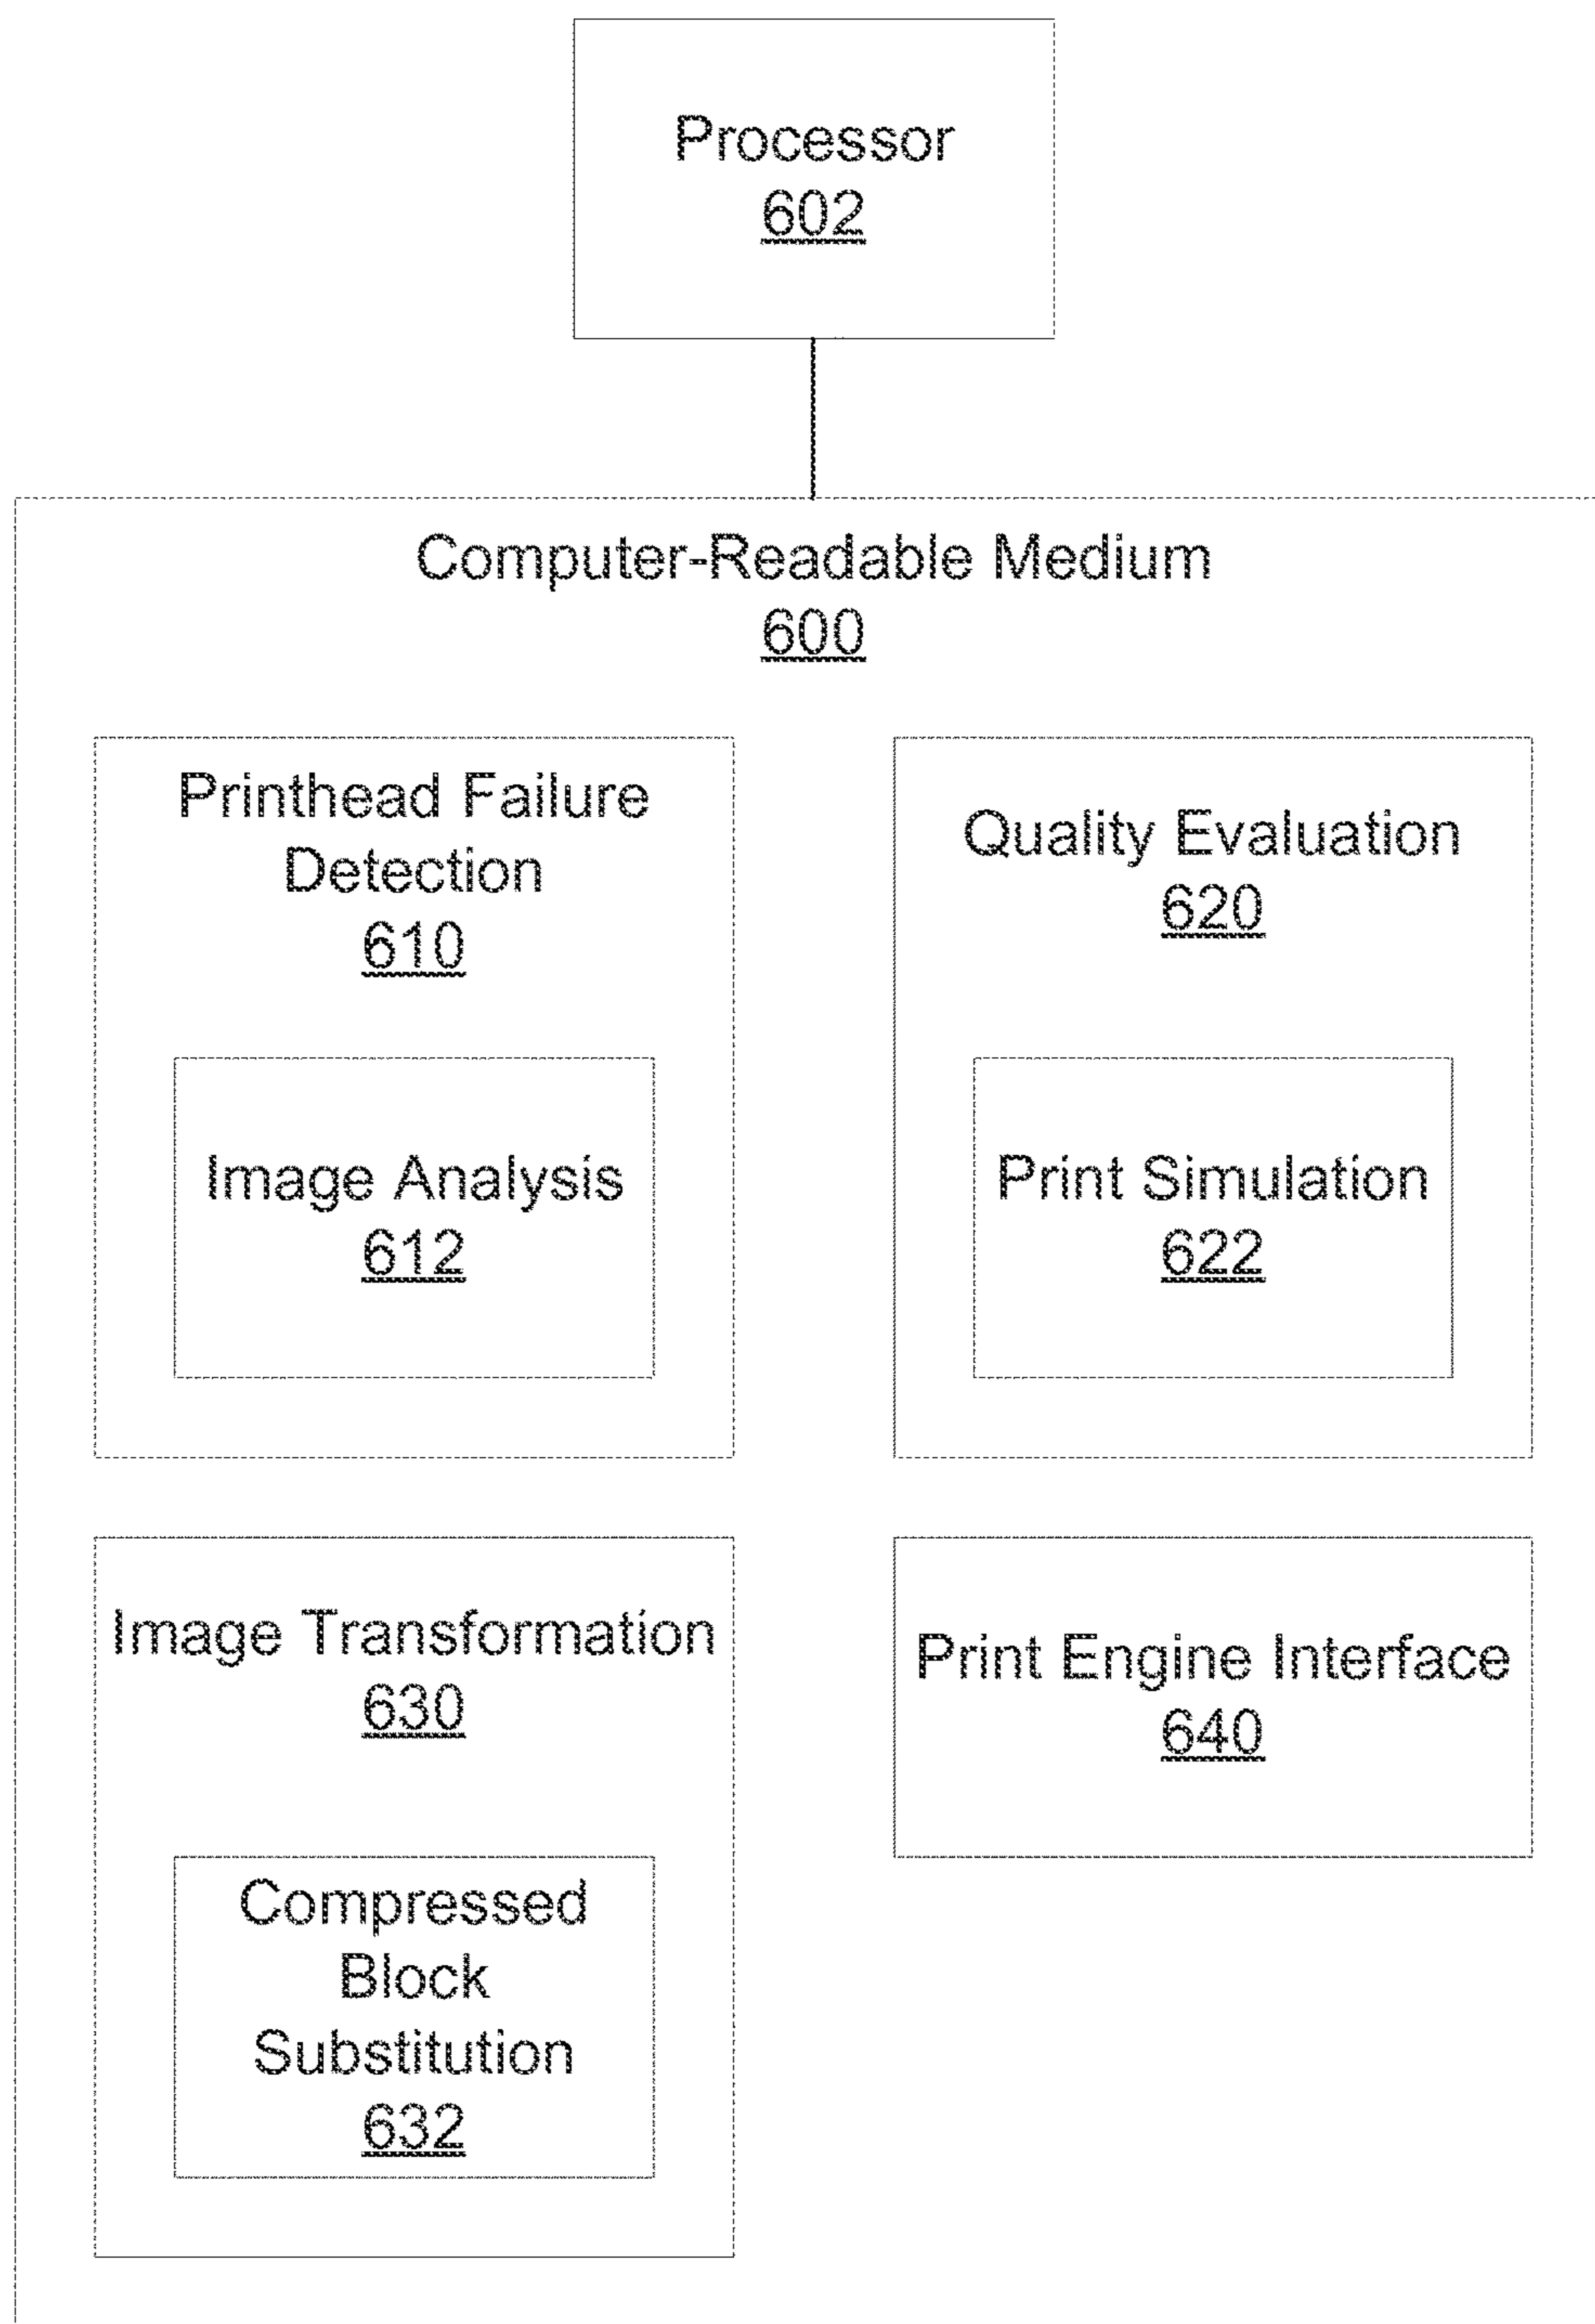 Processor
602
Computer-Readable Medium
600
Printhead Failure
Detection
610
Image Analysis
612
Quality Evaluation
620
Print Simulation
622
Image Transformation
630
Compressed
Block
Substitution
632
Print Engine Interface
640